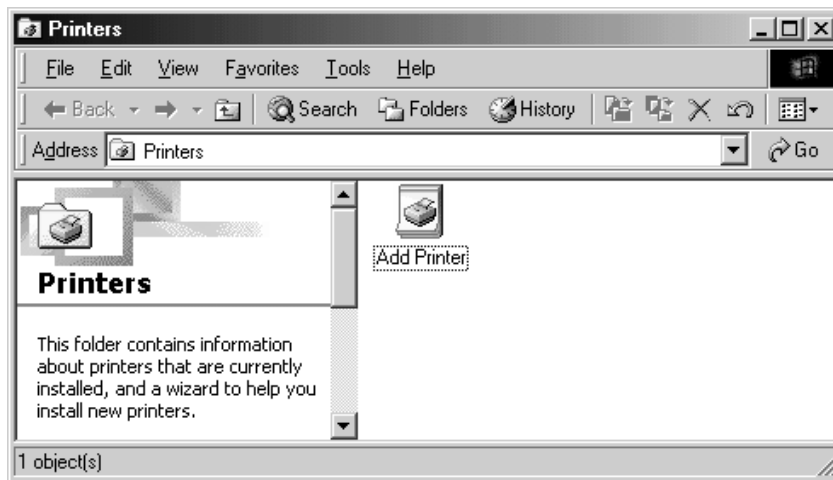 Printers
File Edit View Favorites Tools Help
Back Search Folders History
Address Printers Go
Add Printer
Printers
This folder contains information
about printers that are currently
installed, and a wizard to help you
install new printers.
1 object(s)